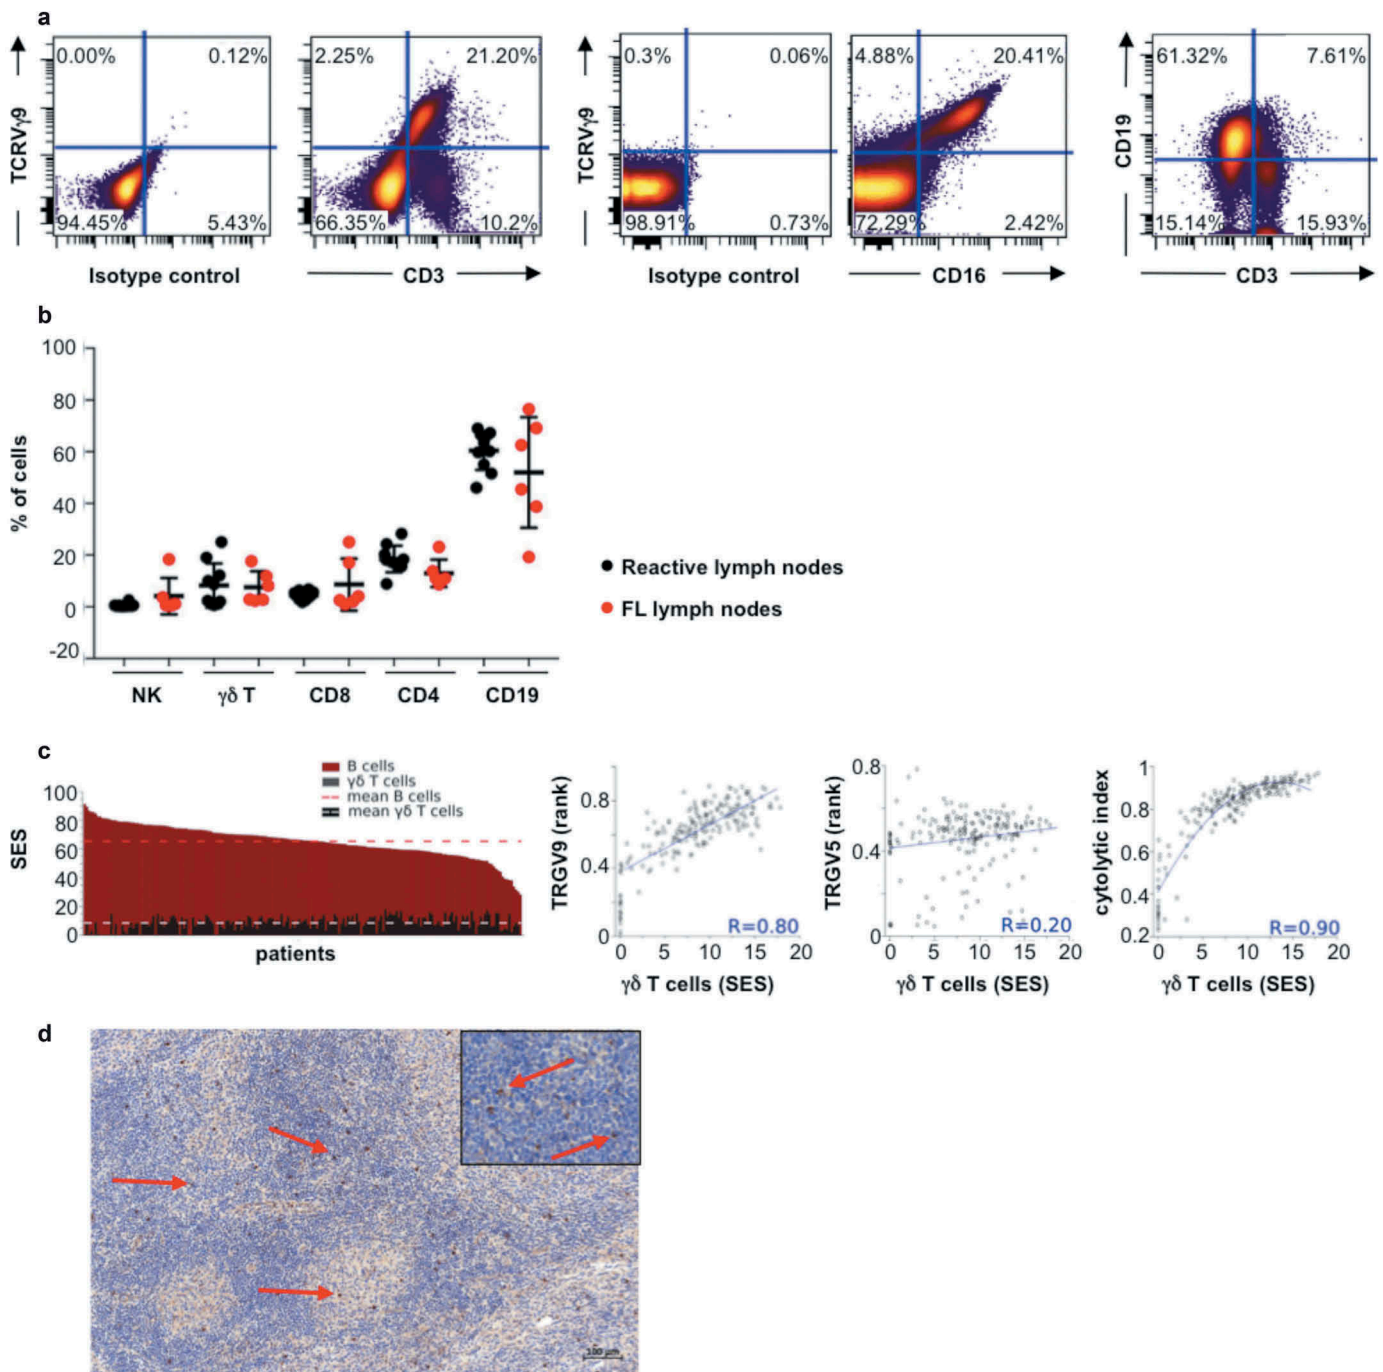 a
0.00% 0.12%
94.45% 5.43%
TCRVγ9
Isotype control
2.25% 21.20%
66.35% 10.2%
CD3
TCRVγ9
0.3% 0.06%
98.91% 0.73%
Isotype control
4.88% 20.41%
72.29% 2.42%
CD16
CD19
61.32% 7.61%
15.14% 15.93%
CD3
b
% of cells
100
80
60
40
20
0
-20
NK γδ T CD8 CD4 CD19
Reactive lymph nodes
FL lymph nodes
c
SES
100
80
60
40
20
0
B cells
γδ T cells
mean B cells
mean γδ T cells
patients
TRGV9 (rank)
0.8
0.4
0
R=0.80
0 5 10 15 20
γδ T cells (SES)
TRGV5 (rank)
0.8
0.4
0
R=0.20
0 5 10 15 20
γδ T cells (SES)
cytolytic index
1
0.8
0.6
0.4
0.2
R=0.90
0 5 10 15 20
γδ T cells (SES)
d
100 µm